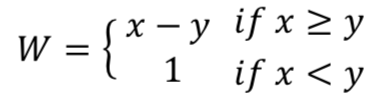 W = { x − y if x ≥ y
1 if x < y